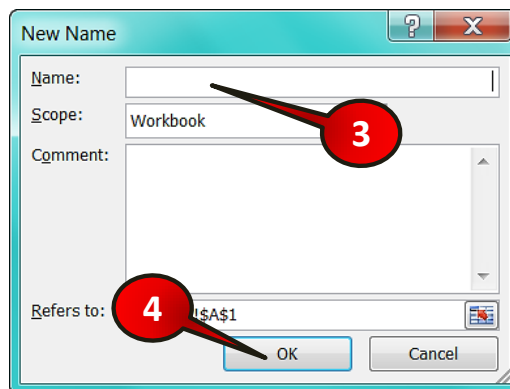 New Name
?
X
Name:
Scope: Workbook
3
Comment:
Refers to: 4 !$A$1
OK Cancel